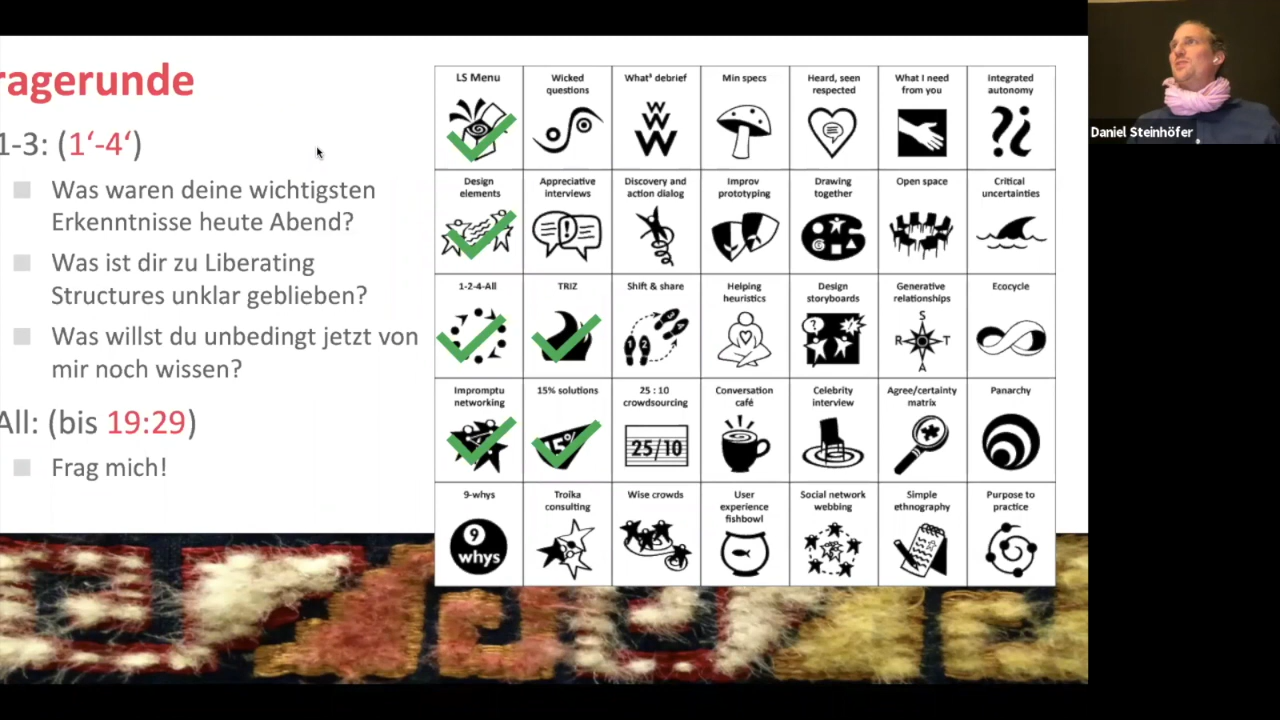 ragerunde
1-3: (1‘-4‘)
Was waren deine wichtigsten
Erkenntnisse heute Abend?
Was ist dir zu Liberating
Structures unklar geblieben?
Was willst du unbedingt jetzt von
mir noch wissen?
All: (bis 19:29)
Frag mich!
LS Menu
Wicked
questions
What³ debrief
W
W W
W
Min specs
Heard, seen
respected
What I need
from you
Integrated
autonomy
Design
elements
Appreciative
interviews
Discovery and
action dialog
Improv
prototyping
Drawing
together
Open space
Critical
uncertainties
1-2-4-All
TRIZ
Shift & share
1 2
Helping
heuristics
Design
storyboards
Generative
relationships
S
R T
A
Ecocycle
Impromptu
networking
15% solutions
15%
25 : 10
crowdsourcing
25/10
Conversation
café
Celebrity
interview
Agree/certainty
matrix
Panarchy
9-whys
9
whys
Troika
consulting
Wise crowds
User
experience
fishbowl
Social network
webbing
Simple
ethnography
Purpose to
practice
Daniel Steinhöfer